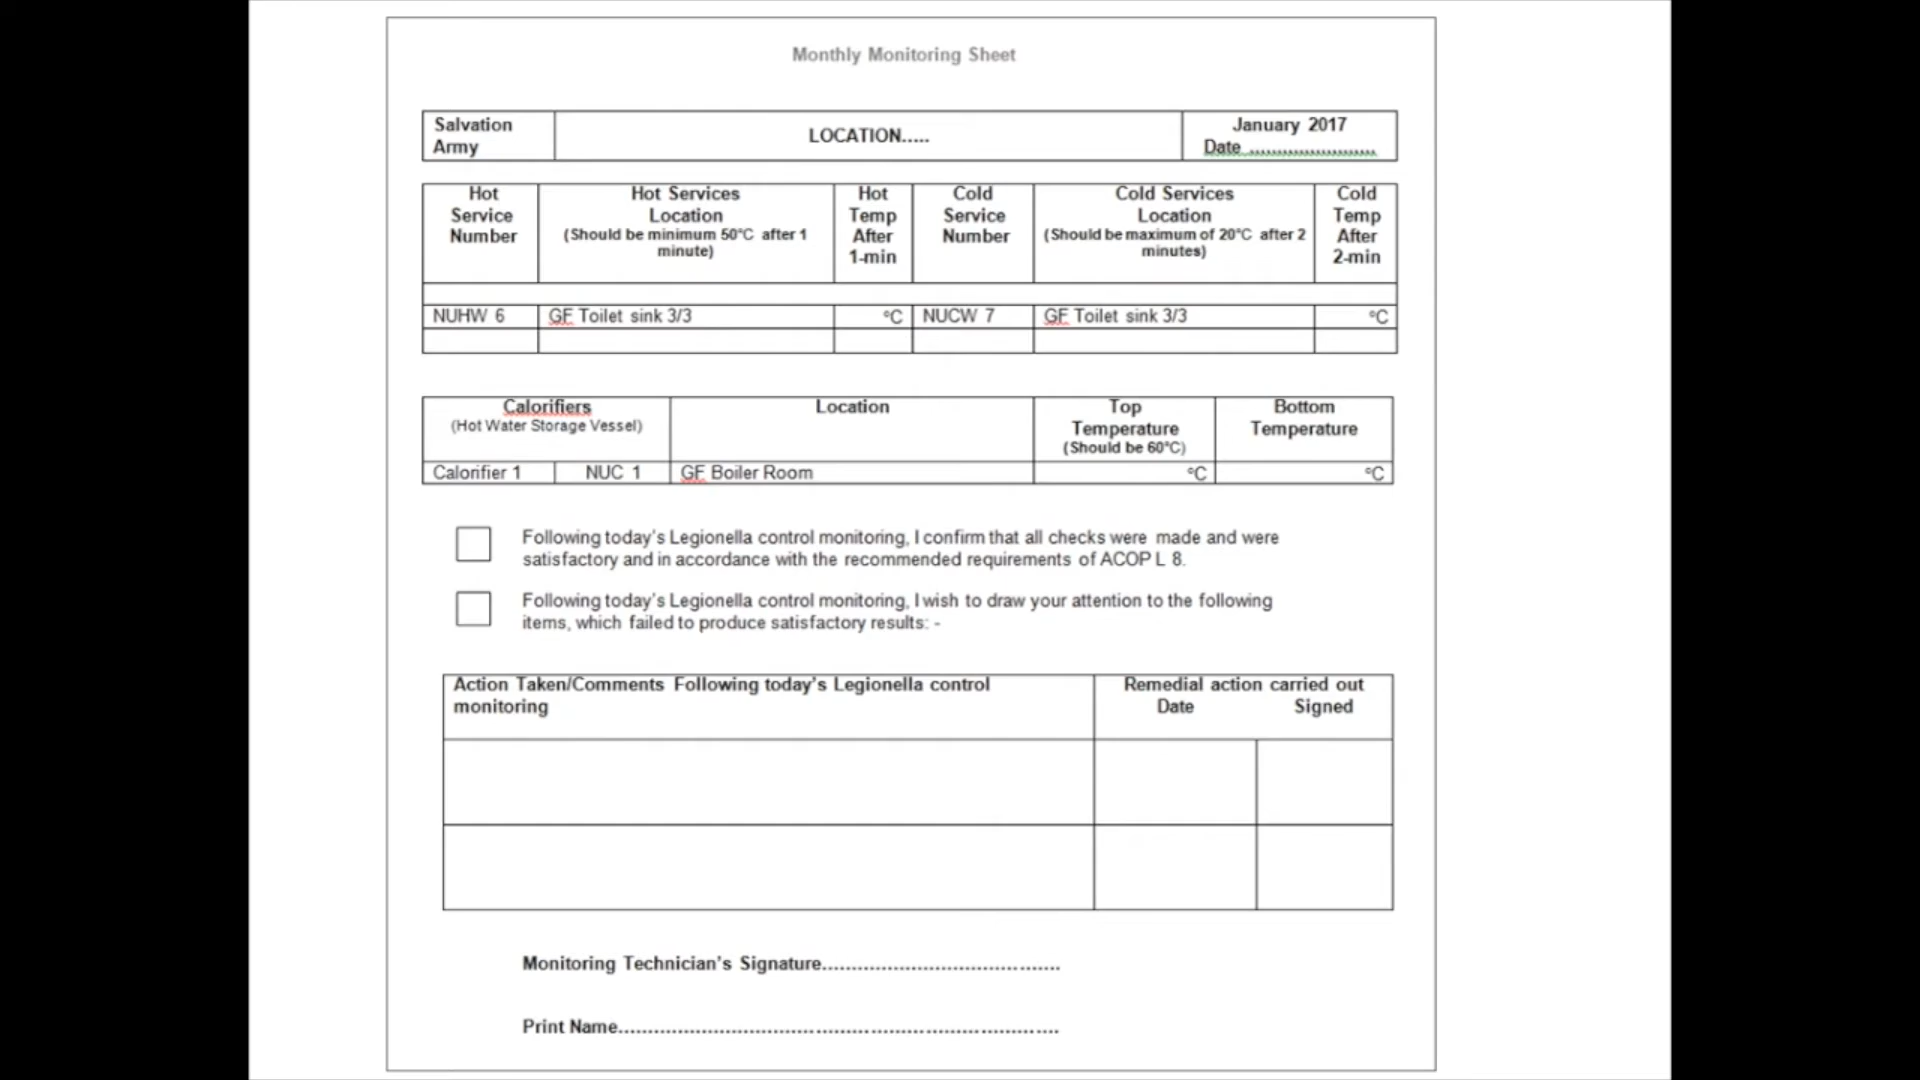 Monthly Monitoring Sheet
Salvation
Army
LOCATION.....
January 2017
Date ......................
Hot
Service
Number
Hot Services
Location
(Should be minimum 50°C after 1
minute)
Hot
Temp
After
1-min
Cold
Service
Number
Cold Services
Location
(Should be maximum of 20°C after 2
minutes)
Cold
Temp
After
2-min
NUHW 6 GF Toilet sink 3/3 °C NUCW 7 GF Toilet sink 3/3 °C
Calorifiers
(Hot Water Storage Vessel)
Location
Top
Temperature
(Should be 60°C)
Bottom
Temperature
Calorifier 1 NUC 1 GF Boiler Room °C °C
Following today's Legionella control monitoring, I confirm that all checks were made and were
satisfactory and in accordance with the recommended requirements of ACOP L 8.
Following today's Legionella control monitoring, I wish to draw your attention to the following
items, which failed to produce satisfactory results: -
Action Taken/Comments Following today's Legionella control
monitoring
Remedial action carried out
Date Signed
Monitoring Technician's Signature........................................
Print Name..........................................................................